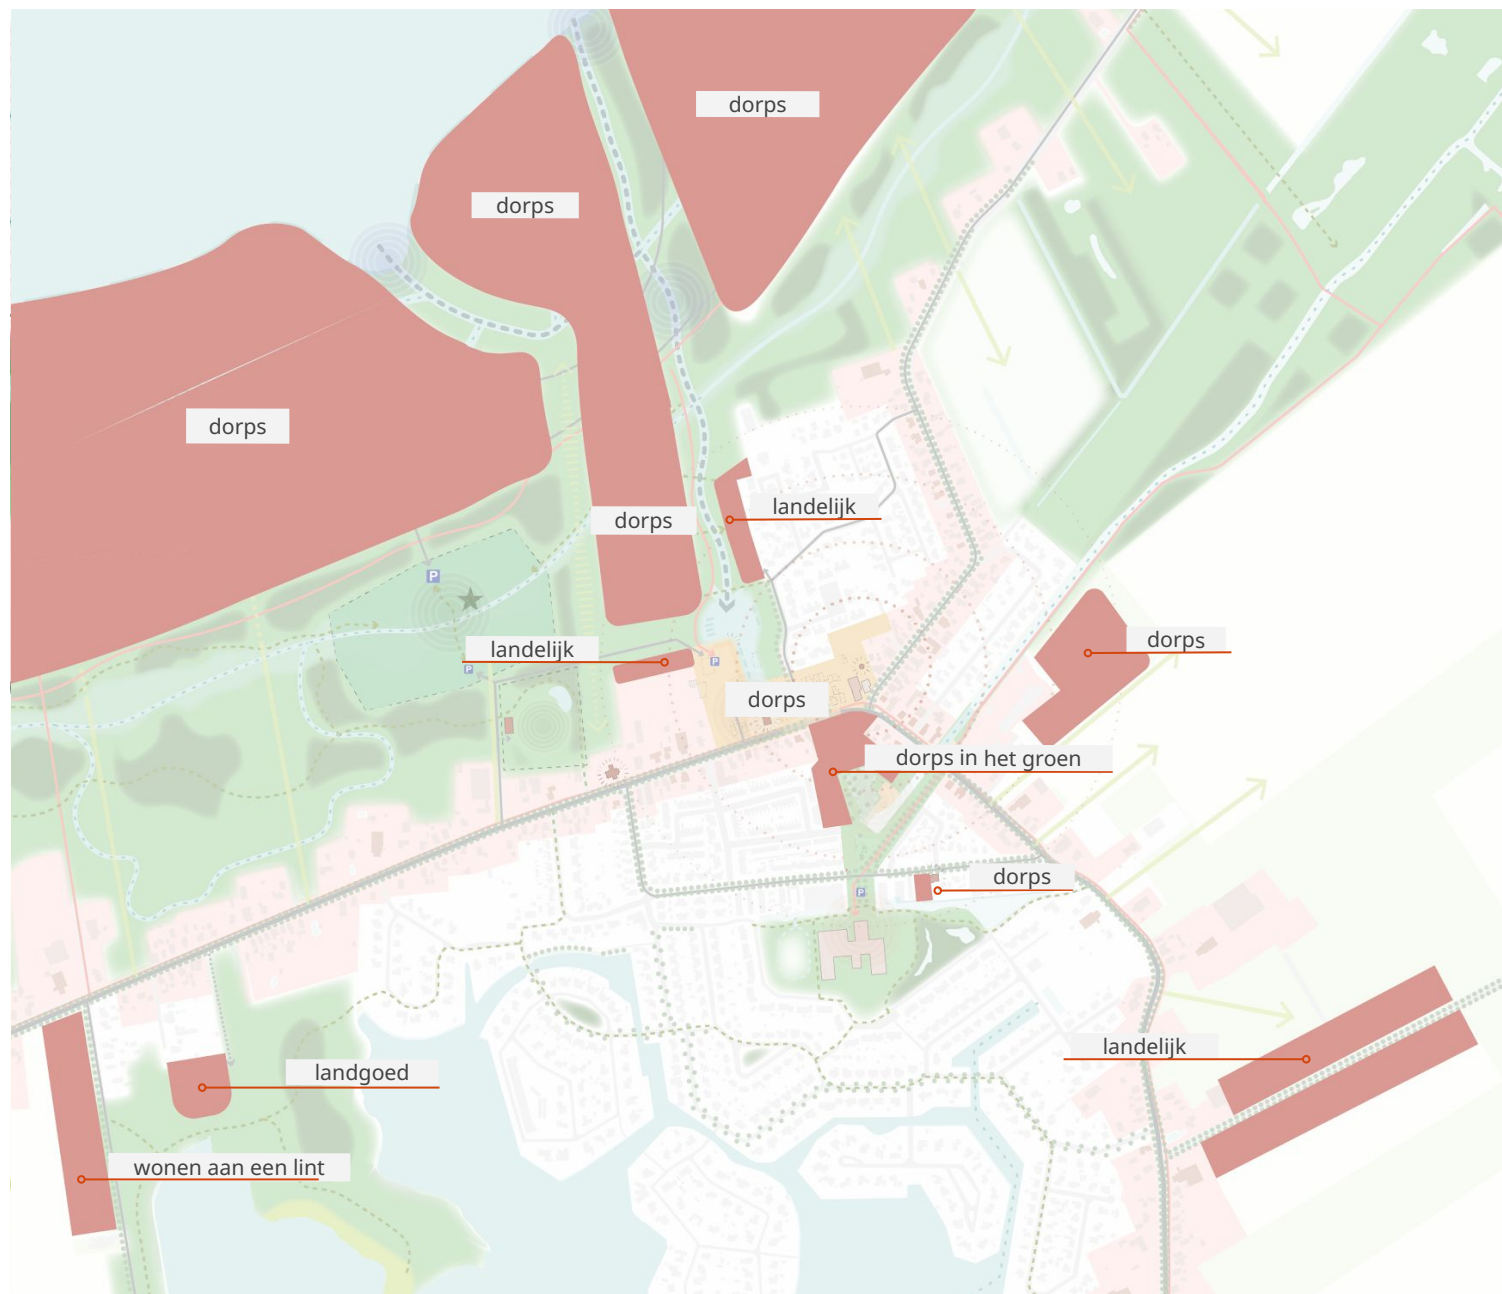 dorps
dorps
dorps
landelijk
dorps
P
landelijk
dorps
P
P
dorps
dorps in het groen
dorps
P
landelijk
landgoed
wonen aan een lint